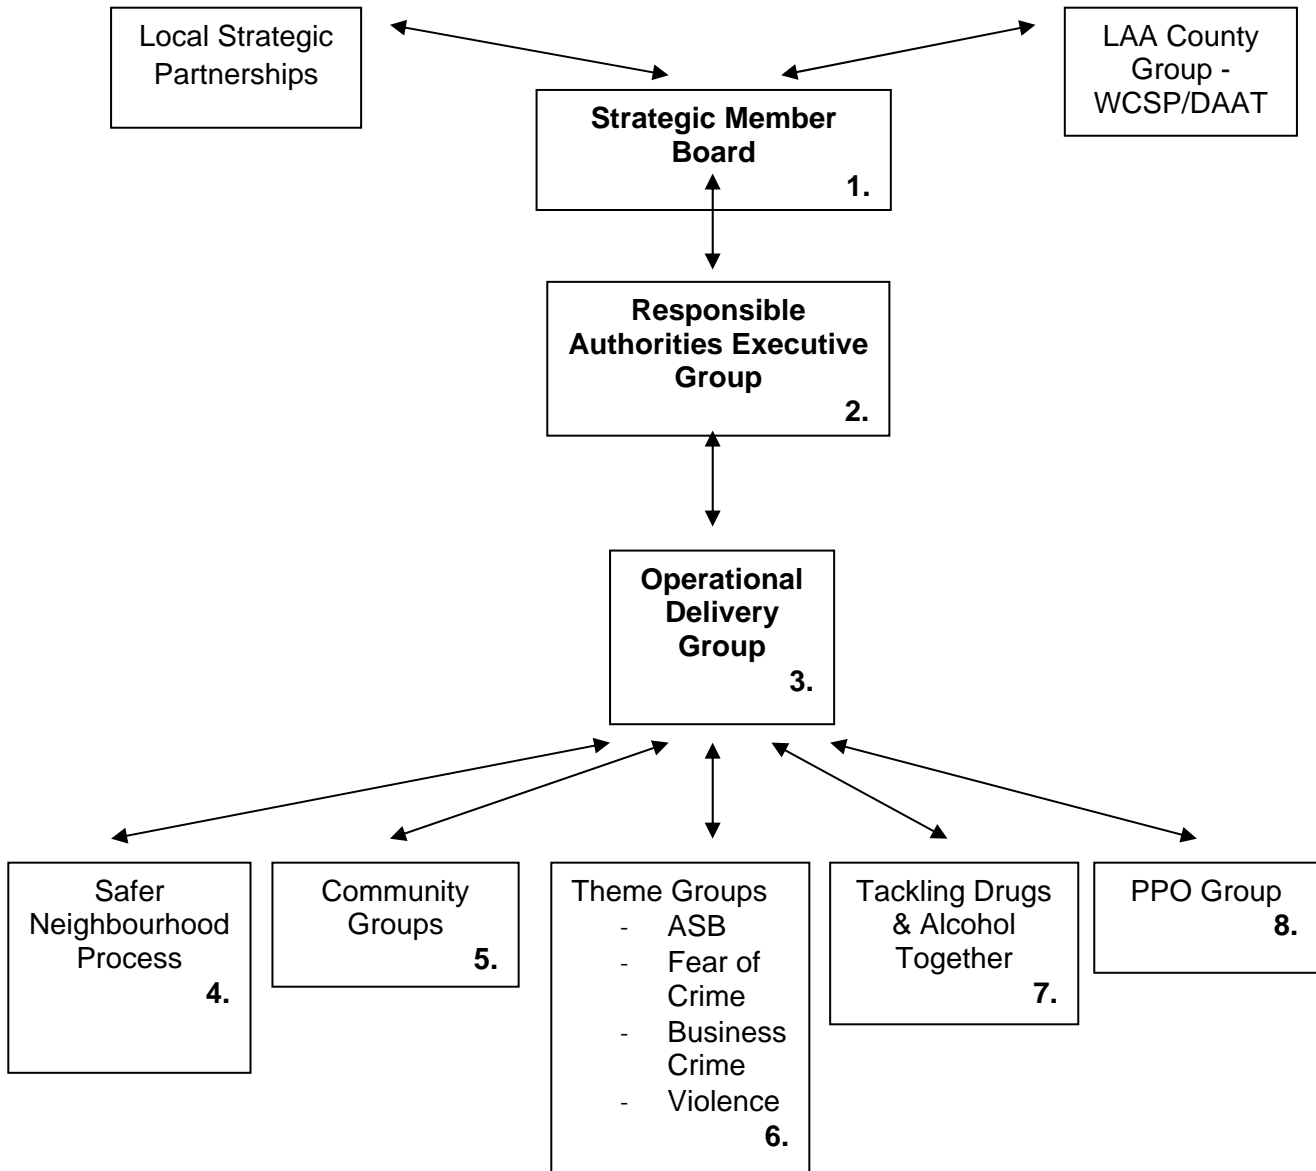 Local Strategic
Partnerships
LAA County
Group -
WCSP/DAAT
Strategic Member
Board
1.
Responsible
Authorities Executive
Group
2.
Operational
Delivery
Group
3.
Safer
Neighbourhood
Process
4.
Community
Groups
5.
Theme Groups
- ASB
- Fear of
Crime
- Business
Crime
- Violence
6.
Tackling Drugs
& Alcohol
Together
7.
PPO Group
8.